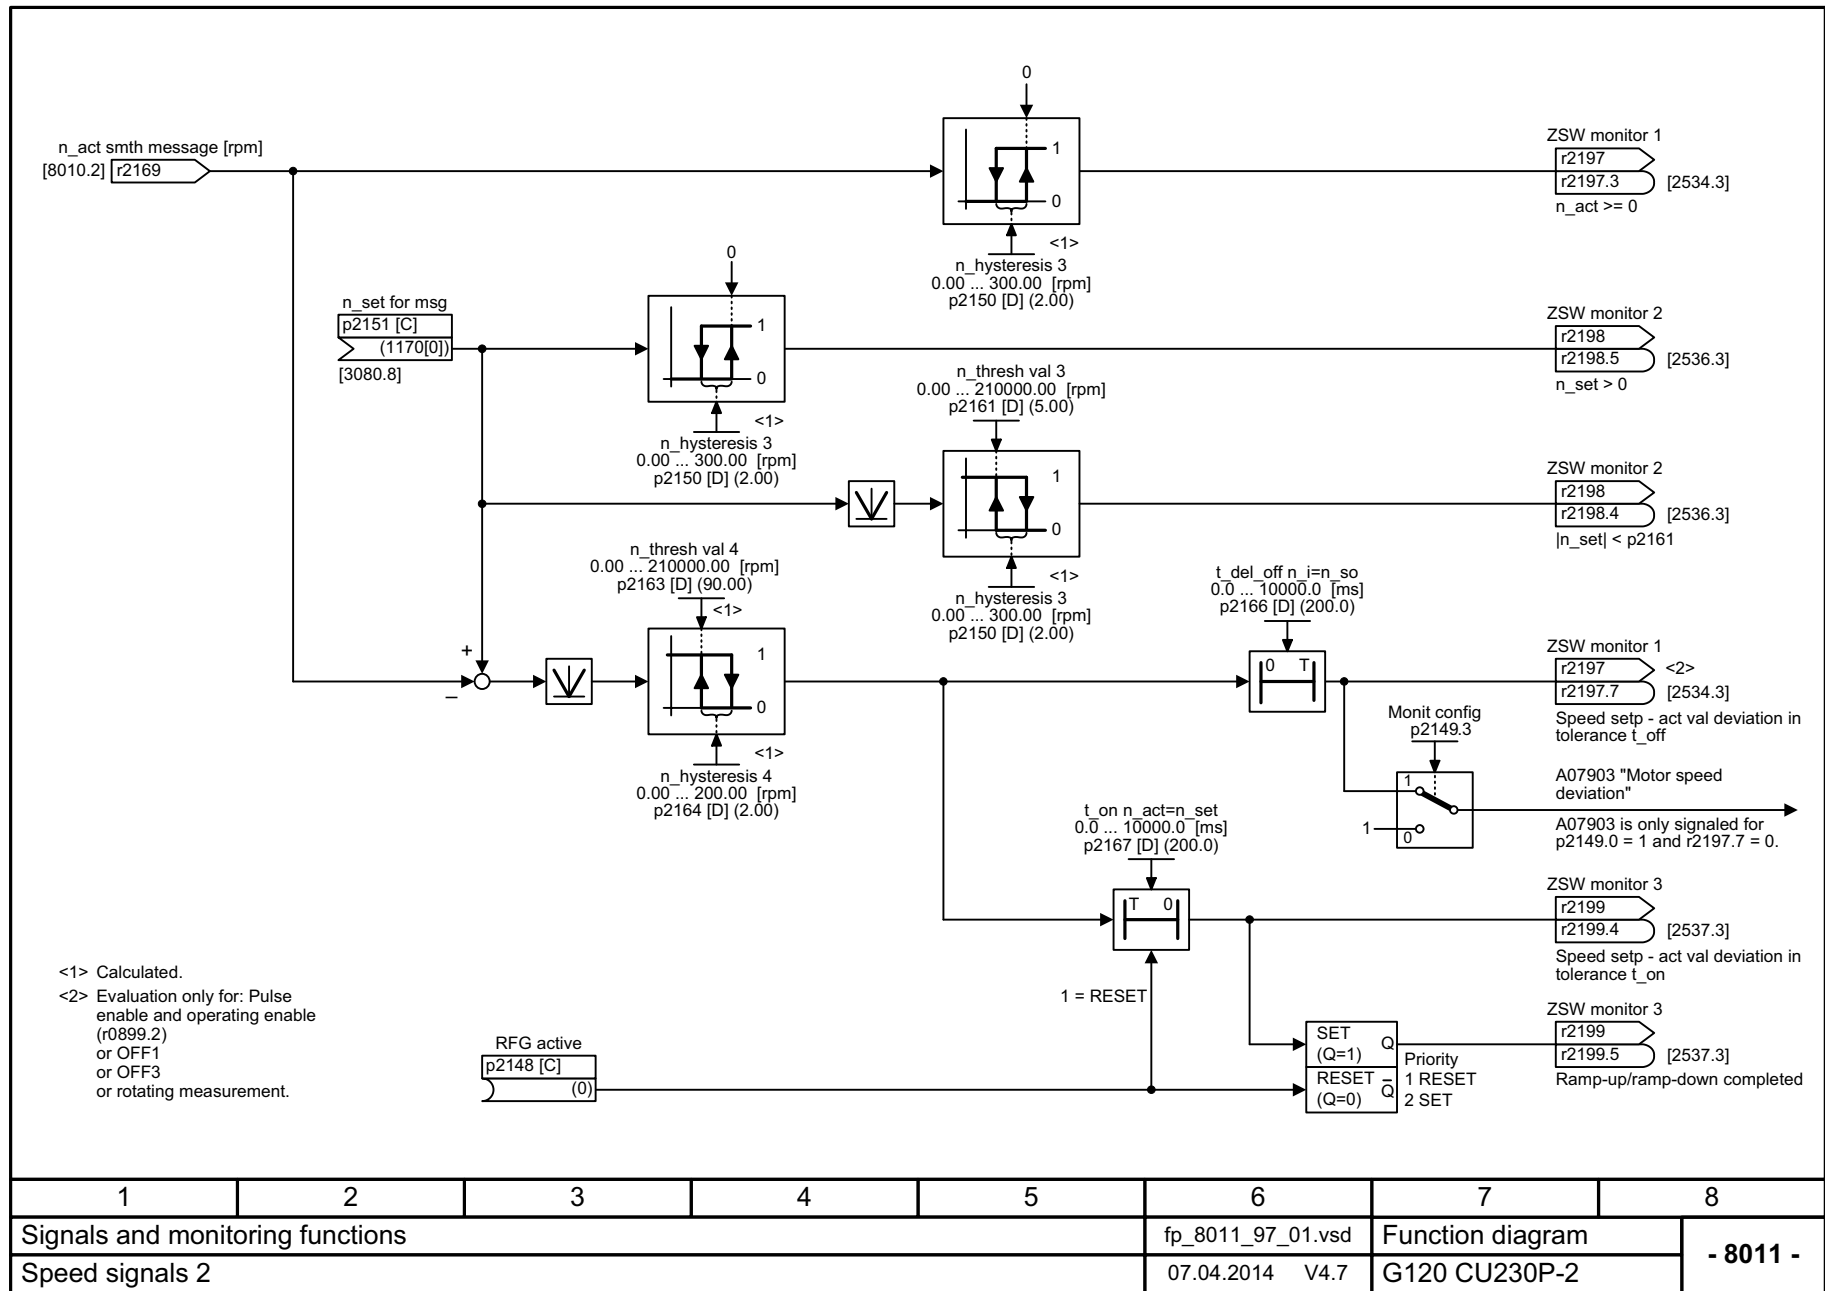 0
n_act smth message [rpm]
[8010.2] r2169
1
0
<1>
n_hysteresis 3
0.00 ... 300.00 [rpm]
p2150 [D] (2.00)
ZSW monitor 1
r2197
r2197.3 [2534.3]
n_act >= 0
0
n_set for msg
p2151 [C]
(1170[0])
[3080.8]
1
0
<1>
n_hysteresis 3
0.00 ... 300.00 [rpm]
p2150 [D] (2.00)
ZSW monitor 2
r2198
r2198.5 [2536.3]
n_set > 0
n_thresh val 3
0.00 ... 210000.00 [rpm]
p2161 [D] (5.00)
1
0
<1>
n_hysteresis 3
0.00 ... 300.00 [rpm]
p2150 [D] (2.00)
ZSW monitor 2
r2198
r2198.4 [2536.3]
|n_set| < p2161
n_thresh val 4
0.00 ... 210000.00 [rpm]
p2163 [D] (90.00)
<1>
+
–
1
0
<1>
n_hysteresis 4
0.00 ... 200.00 [rpm]
p2164 [D] (2.00)
t_del_off n_i=n_so
0.0 ... 10000.0 [ms]
p2166 [D] (200.0)
0 T
ZSW monitor 1
r2197 <2>
r2197.7 [2534.3]
Speed setp - act val deviation in
tolerance t_off
Monit config
p2149.3
1
1
0
A07903 "Motor speed
deviation"
A07903 is only signaled for
p2149.0 = 1 and r2197.7 = 0.
t_on n_act=n_set
0.0 ... 10000.0 [ms]
p2167 [D] (200.0)
T 0
1 = RESET
ZSW monitor 3
r2199
r2199.4 [2537.3]
Speed setp - act val deviation in
tolerance t_on
<1> Calculated.
<2> Evaluation only for: Pulse
enable and operating enable
(r0899.2)
or OFF1
or OFF3
or rotating measurement.
RFG active
p2148 [C]
(0)
SET
(Q=1) Q
RESET
(Q=0) Q̅
Priority
1 RESET
2 SET
ZSW monitor 3
r2199
r2199.5 [2537.3]
Ramp-up/ramp-down completed
1 2 3 4 5 6 7 8
Signals and monitoring functions fp_8011_97_01.vsd Function diagram
- 8011 -
Speed signals 2 07.04.2014 V4.7 G120 CU230P-2